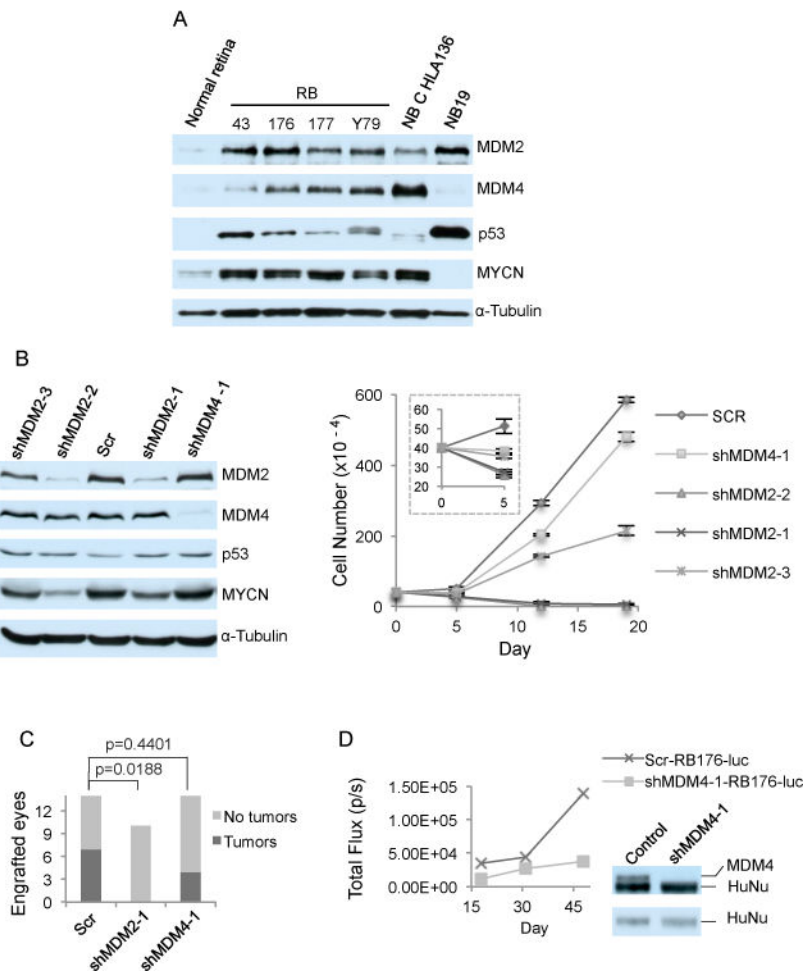 A
Normal retina
RB
43 176 177 Y79
NB C HLA136
NB19
MDM2
MDM4
p53
MYCN
α-Tubulin
B
shMDM2-3
shMDM2-2
Scr
shMDM2-1
shMDM4 -1
MDM2
MDM4
p53
MYCN
α-Tubulin
Cell Number (x10⁻⁴)
600
400
200
0
60
50
40
30
20
0 5
0 5 10 15 20
Day
SCR
shMDM4-1
shMDM2-2
shMDM2-1
shMDM2-3
C
p=0.4401
p=0.0188
Engrafted eyes
12
9
6
3
0
No tumors
Tumors
Scr
shMDM2-1
shMDM4-1
D
Scr-RB176-luc
shMDM4-1-RB176-luc
Total Flux (p/s)
1.50E+05
1.00E+05
5.00E+04
0.00E+00
15 25 35 45
Day
Control
shMDM4-1
MDM4
HuNu
HuNu